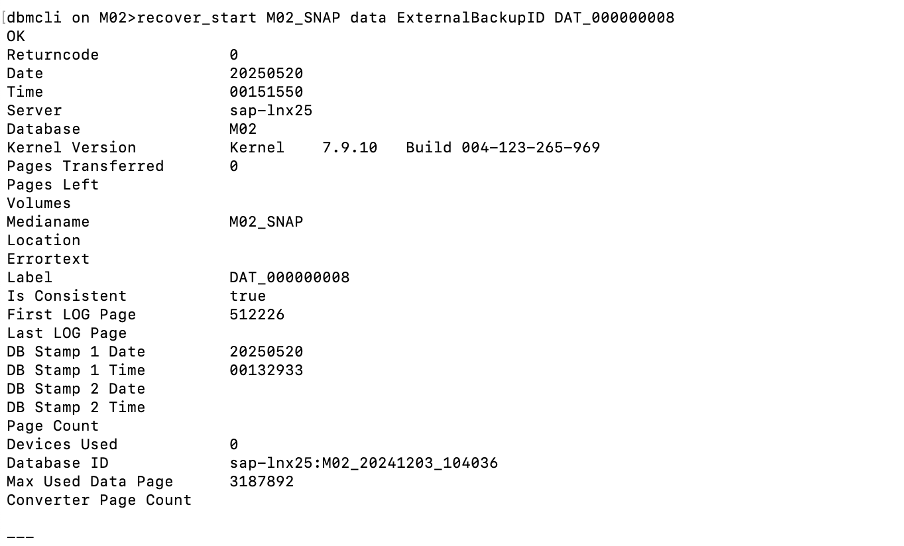 dbmcli on M02>recover_start M02_SNAP data ExternalBackupID DAT_000000008
OK
Returncode 0
Date 20250520
Time 00151550
Server sap-lnx25
Database M02
Kernel Version Kernel 7.9.10 Build 004-123-265-969
Pages Transferred 0
Pages Left
Volumes
Medianame M02_SNAP
Location
Errortext
Label DAT_000000008
Is Consistent true
First LOG Page 512226
Last LOG Page
DB Stamp 1 Date 20250520
DB Stamp 1 Time 00132933
DB Stamp 2 Date
DB Stamp 2 Time
Page Count
Devices Used 0
Database ID sap-lnx25:M02_20241203_104036
Max Used Data Page 3187892
Converter Page Count
---